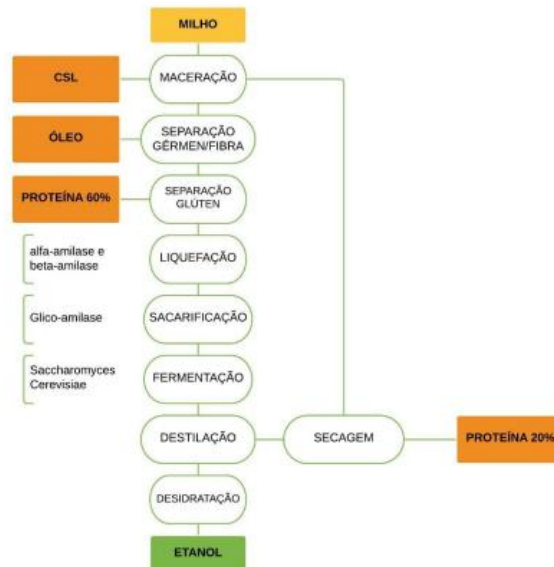 MILHO
CSL
MACERAÇÃO
ÓLEO
SEPARAÇÃO
GÉRMEN/FIBRA
PROTEÍNA 60%
SEPARAÇÃO
GLÚTEN
alfa-amilase e
beta-amilase
LIQUEFAÇÃO
Glico-amilase
SACARIFICAÇÃO
Saccharomyces
Cerevisiae
FERMENTAÇÃO
DESTILAÇÃO
SECAGEM
PROTEÍNA 20%
DESIDRATAÇÃO
ETANOL